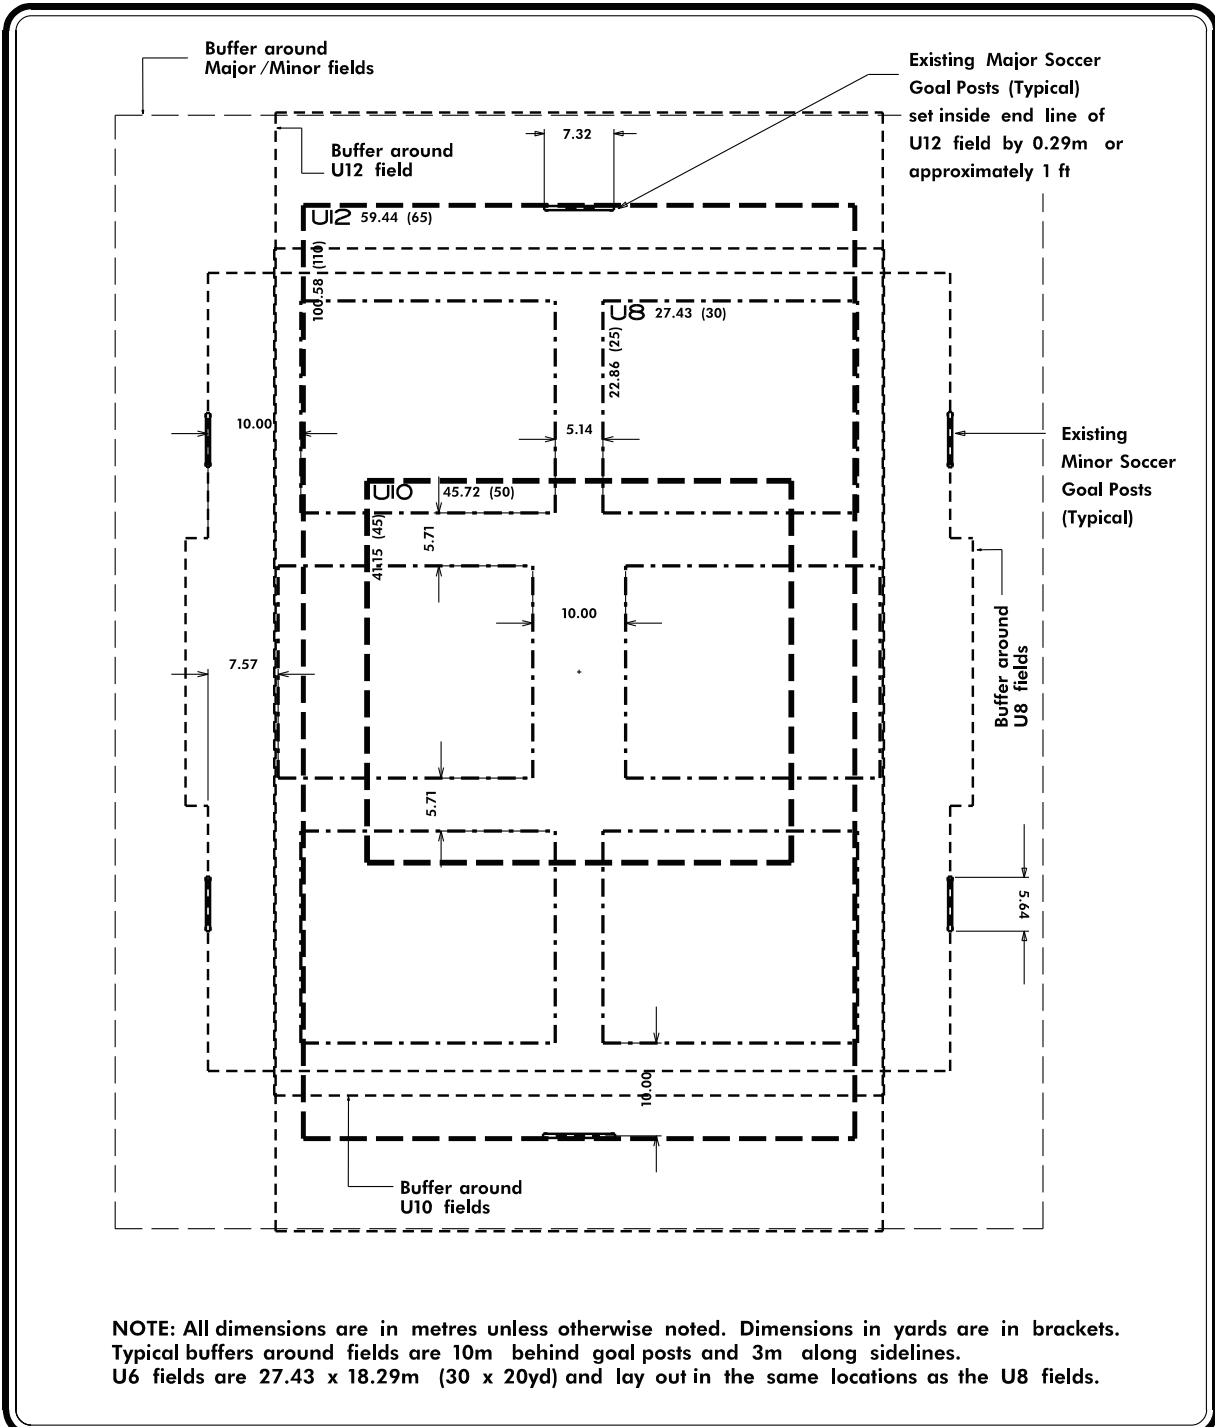 Buffer around
Major /Minor fields
Existing Major Soccer
Goal Posts (Typical)
set inside end line of
U12 field by 0.29m or
approximately 1 ft
7.32
Buffer around
U12 field
U12 59.44 (65)
100.58 (110)
U8 27.43 (30)
22.86 (25)
10.00
5.14
Existing
Minor Soccer
Goal Posts
(Typical)
U10 45.72 (50)
41.15 (45)
5.71
10.00
7.57
Buffer around
U8 fields
5.71
5.64
10.00
Buffer around
U10 fields
NOTE: All dimensions are in metres unless otherwise noted. Dimensions in yards are in brackets.
Typical buffers around fields are 10m behind goal posts and 3m along sidelines.
U6 fields are 27.43 x 18.29m (30 x 20yd) and lay out in the same locations as the U8 fields.